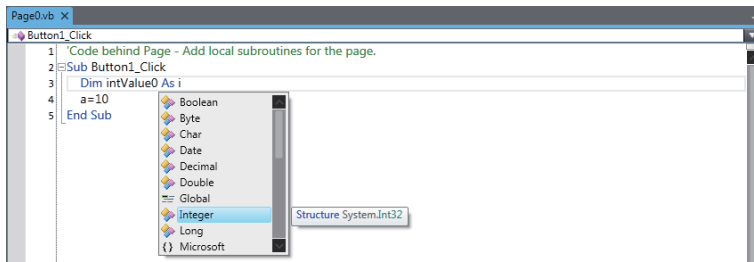 Page0.vb ×
Button1_Click
1 'Code behind Page - Add local subroutines for the page.
2 Sub Button1_Click
3 Dim intValue0 As i
4 a=10
5 End Sub
Boolean
Byte
Char
Date
Decimal
Double
Global
Integer Structure System.Int32
Long
{} Microsoft